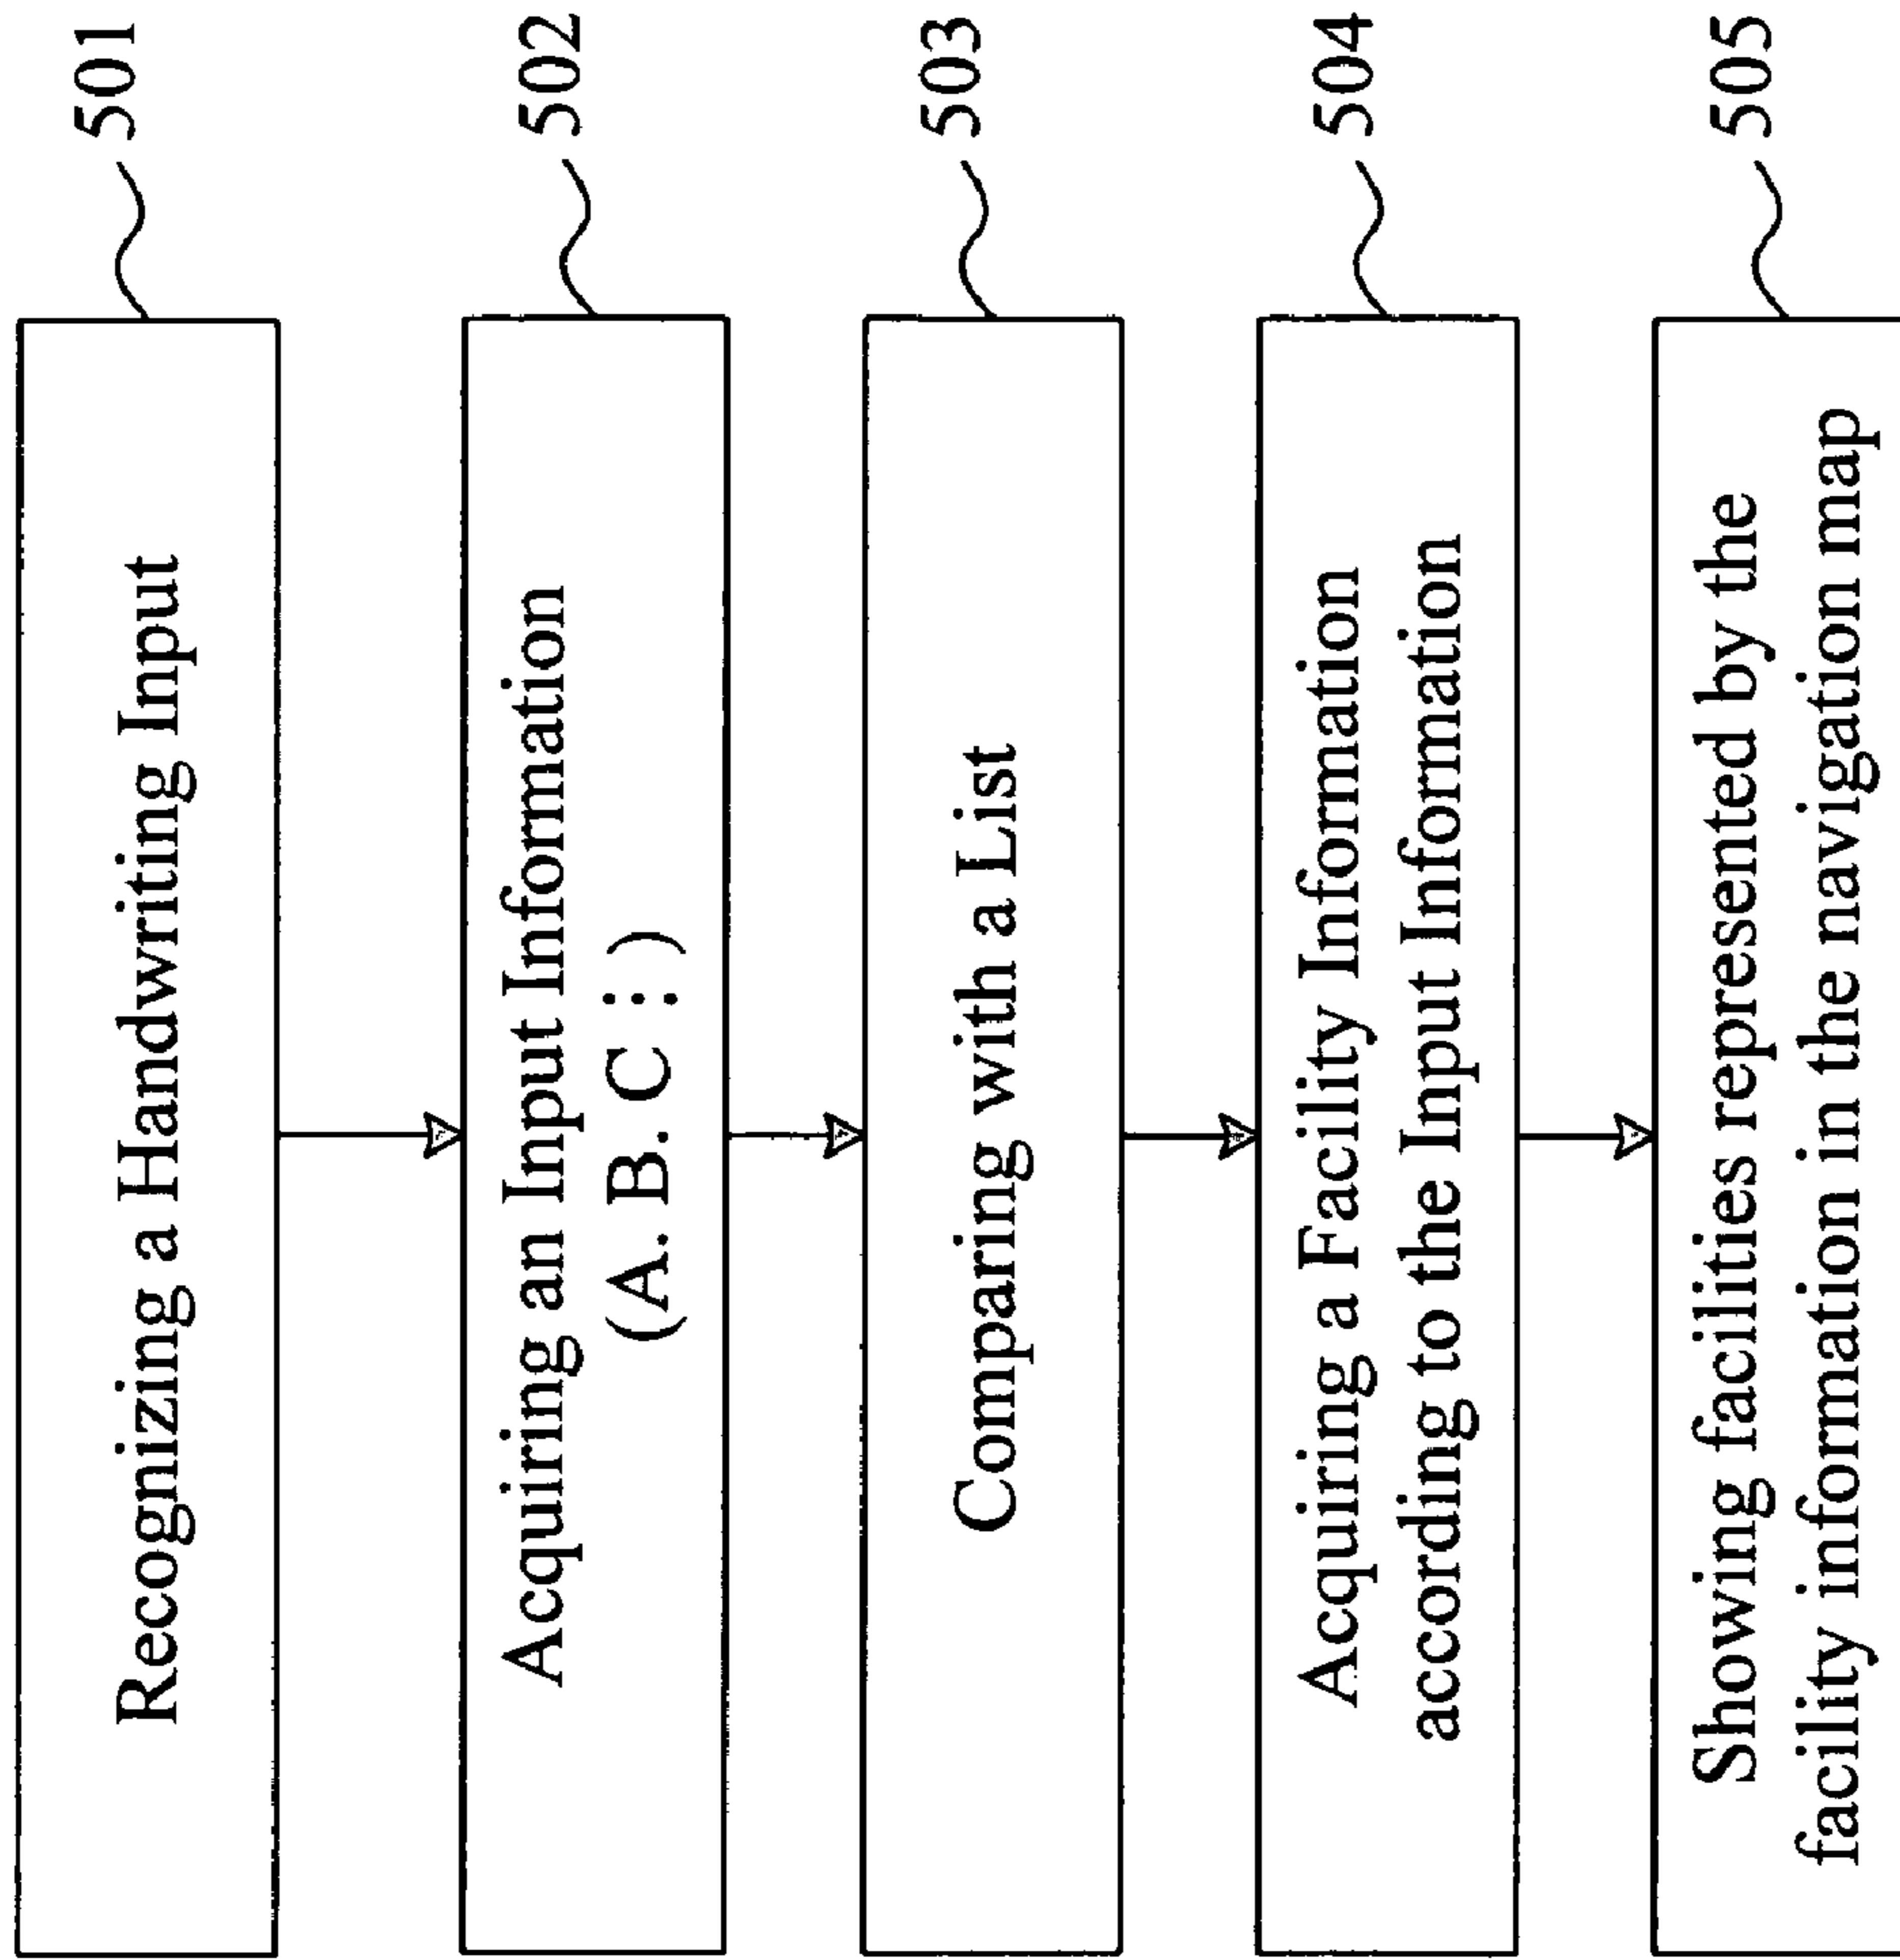 Recognizing a Handwriting Input
501
Acquiring an Input Information
(A. B. C ⋮)
502
Comparing with a List
503
Acquiring a Facility Information
according to the Input Information
504
Showing facilities represented by the
facility information in the navigation map
505